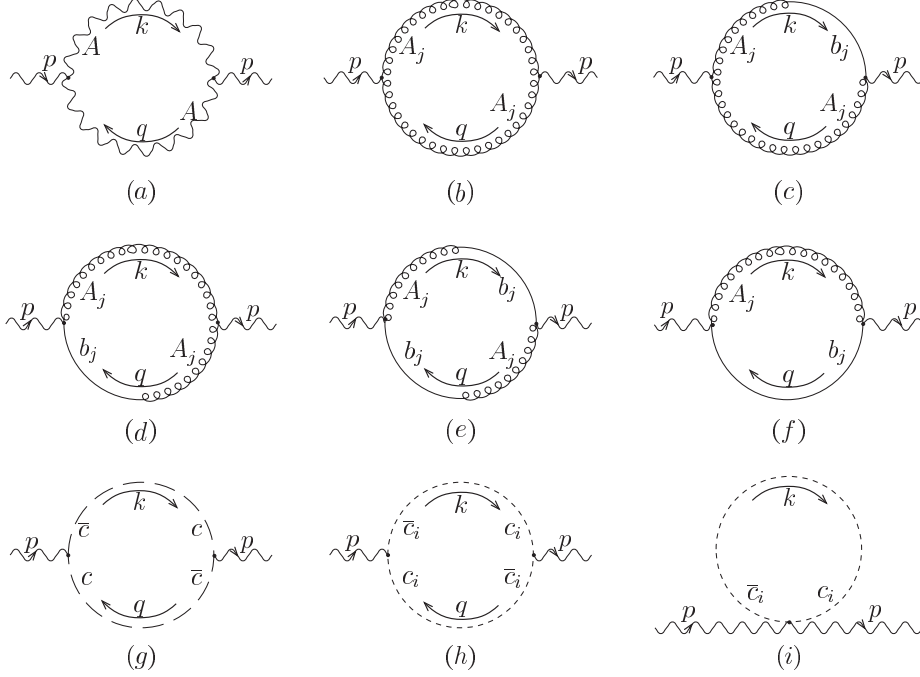 p A k A q p
p A_j k A_j q p
p A_j k b_j A_j q p
(a) (b) (c)
p A_j k b_j A_j q p
p A_j k b_j b_j A_j q p
p A_j k b_j q p
(d) (e) (f)
p c̅ k c c c̅ q p
p c̅_i k c_i c_i c̅_i q p
k c̅_i c_i p p
(g) (h) (i)